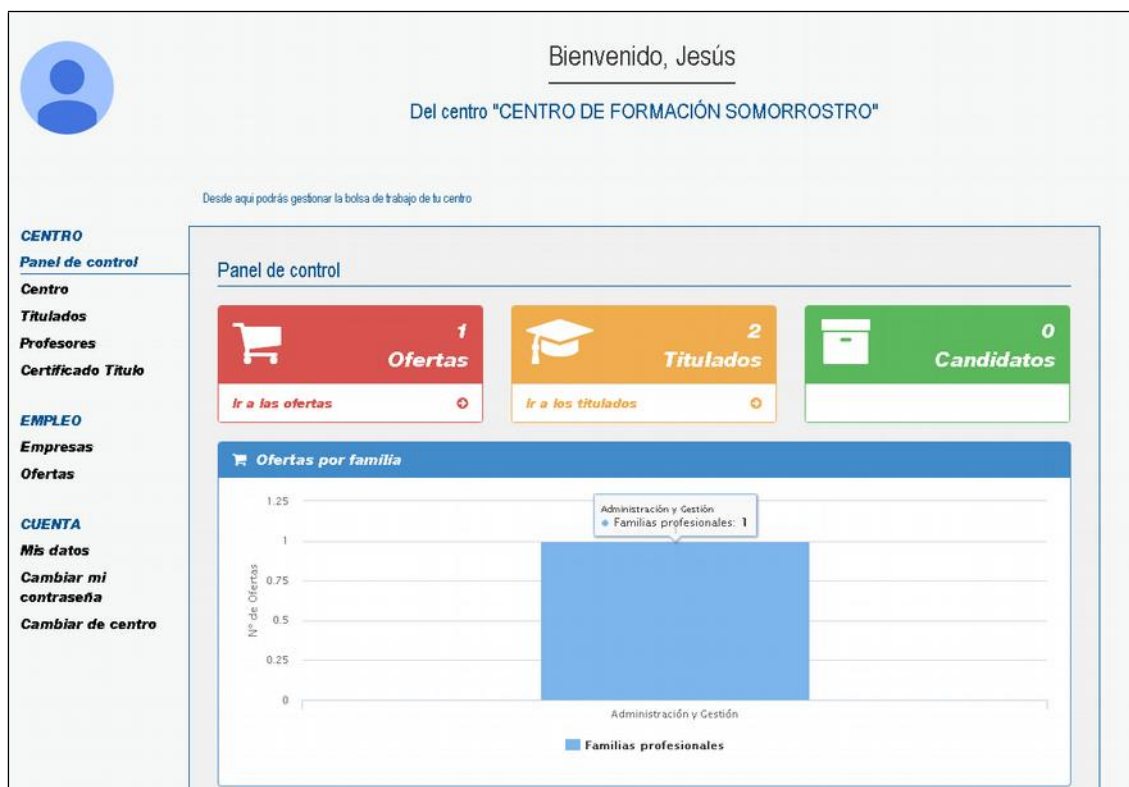 Bienvenido, Jesús
Del centro "CENTRO DE FORMACIÓN SOMORROSTRO"
Desde aqui podrás gestionar la bolsa de trabajo de tu centro
CENTRO
Panel de control
Centro
Titulados
Profesores
Certificado Titulo
EMPLEO
Empresas
Ofertas
CUENTA
Mis datos
Cambiar mi
contraseña
Cambiar de centro
Panel de control
1
Ofertas
ir a las ofertas
2
Titulados
ir a los titulados
0
Candidatos
Ofertas por família
1.25
1
0.75
0.5
0.25
0
Nº de Ofertas
Administración y Gestión
Familias profesionales: 1
Administración y Gestión
Familias profesionales